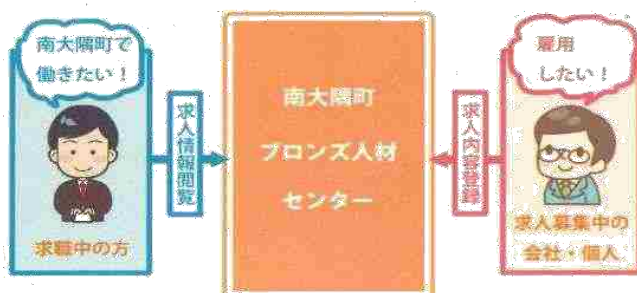 南大隅町で
働きたい！
求職中の方
求人情報閲覧
南大隅町
ブロンズ人材
センター
求人内容登録
雇用
したい！
求人募集中の
会社・個人